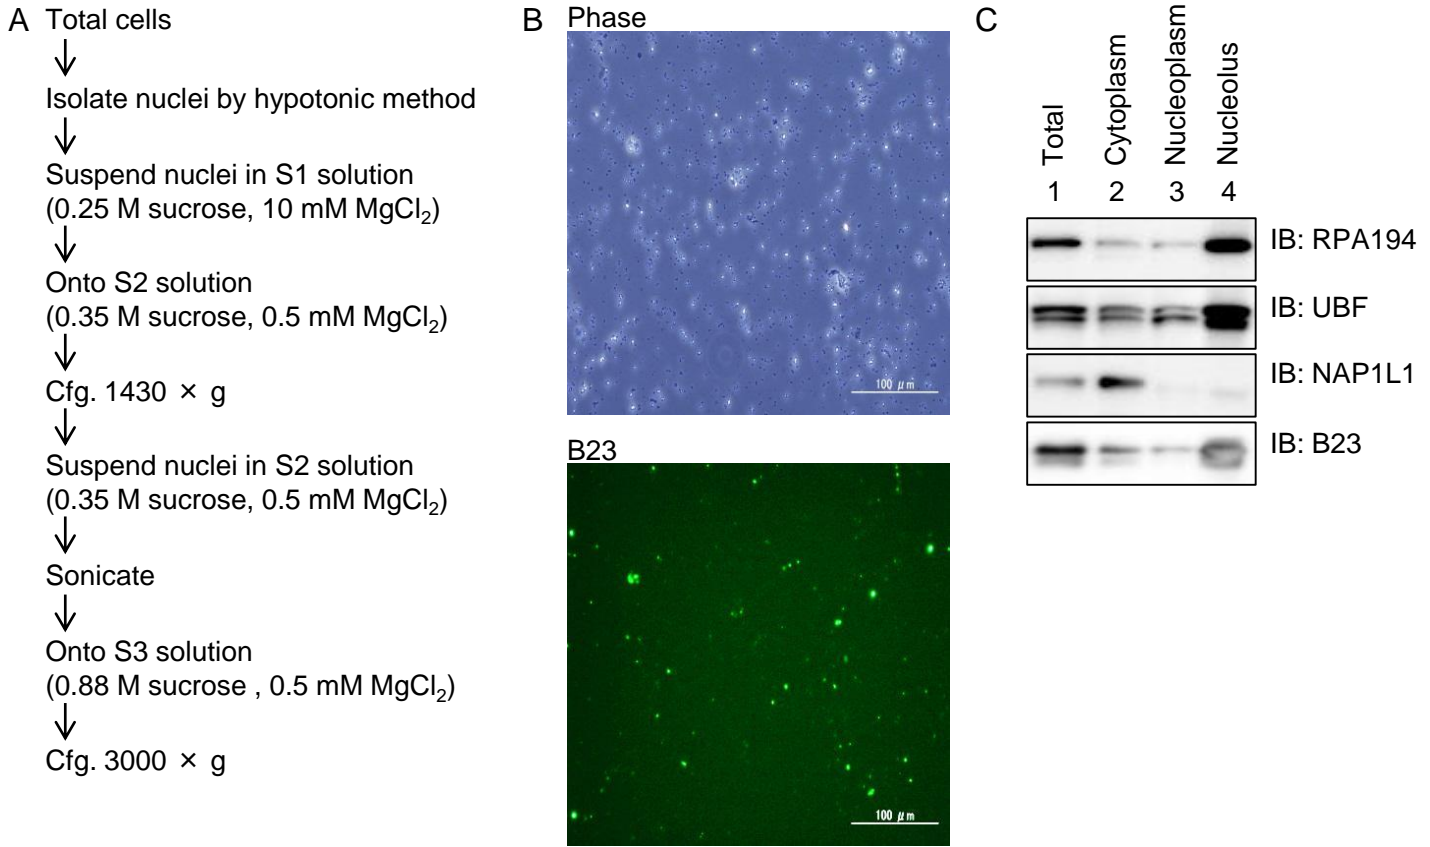 A
Total cells
Isolate nuclei by hypotonic method
Suspend nuclei in S1 solution
(0.25 M sucrose, 10 mM MgCl₂)
Onto S2 solution
(0.35 M sucrose, 0.5 mM MgCl₂)
Cfg. 1430 × g
Suspend nuclei in S2 solution
(0.35 M sucrose, 0.5 mM MgCl₂)
Sonicate
Onto S3 solution
(0.88 M sucrose , 0.5 mM MgCl₂)
Cfg. 3000 × g
B
Phase
100 μm
B23
100 μm
C
Total
Cytoplasm
Nucleoplasm
Nucleolus
1 2 3 4
IB: RPA194
IB: UBF
IB: NAP1L1
IB: B23